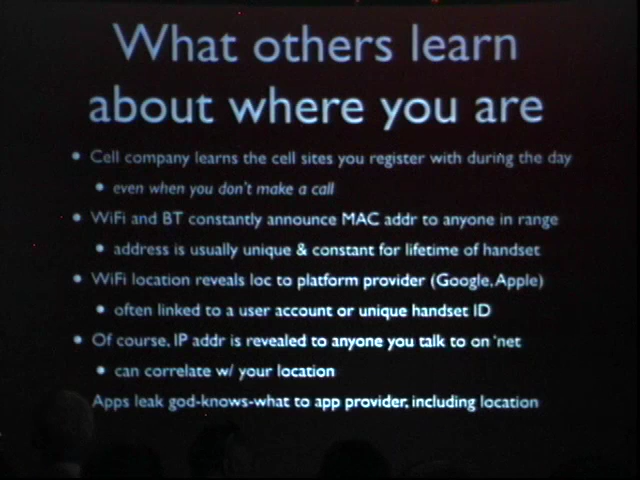 What others learn
about where you are
• Cell company learns the cell sites you register with during the day
• even when you don't make a call
• WiFi and BT constantly announce MAC addr to anyone in range
• address is usually unique & constant for lifetime of handset
• WiFi location reveals loc to platform provider (Google, Apple)
• often linked to a user account or unique handset ID
• Of course, IP addr is revealed to anyone you talk to on 'net
• can correlate w/ your location
Apps leak god-knows-what to app provider, including location